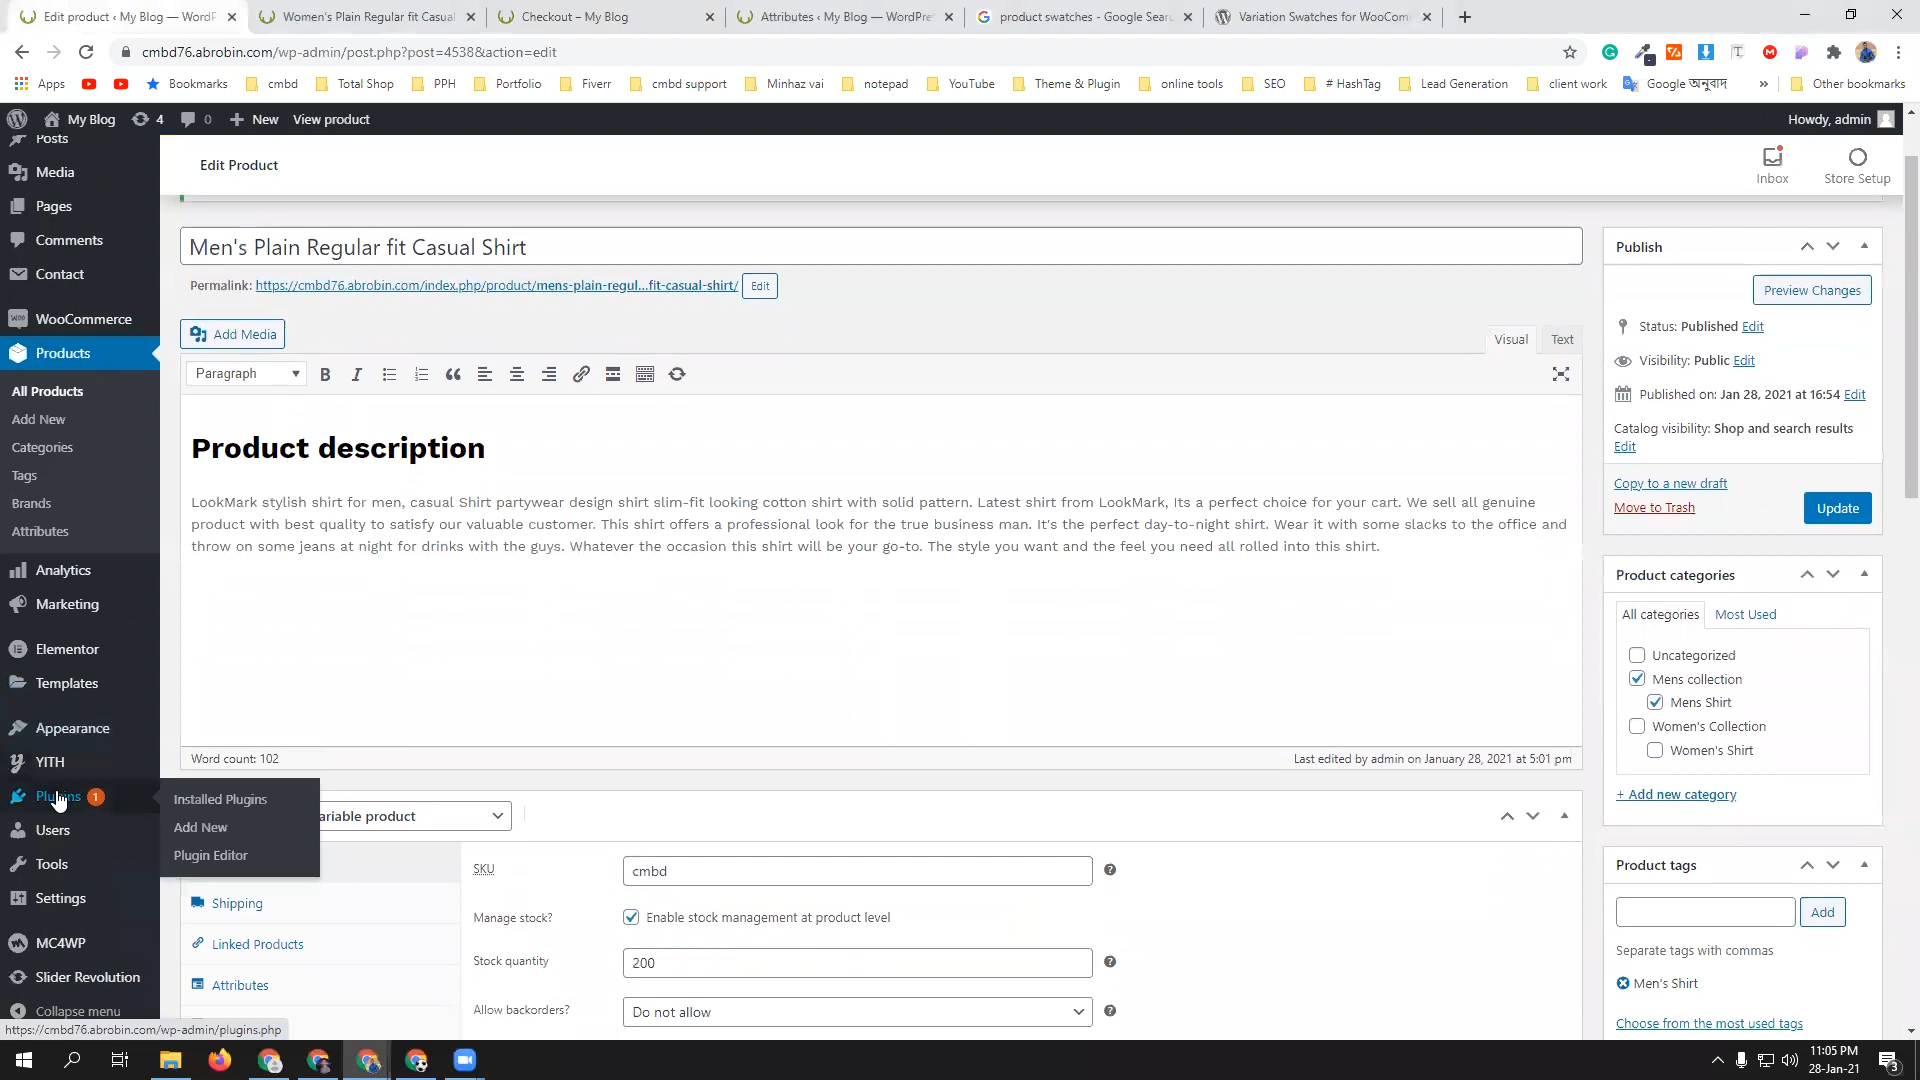 Edit product ‹ My Blog — WordP
Women's Plain Regular fit Casual
Checkout – My Blog
Attributes ‹ My Blog — WordPre
product swatches - Google Sear
Variation Swatches for WooCom
cmbd76.abrobin.com/wp-admin/post.php?post=4538&action=edit
Apps
Bookmarks
cmbd
Total Shop
PPH
Portfolio
Fiverr
cmbd support
Minhaz vai
notepad
YouTube
Theme & Plugin
online tools
SEO
# HashTag
Lead Generation
client work
Google অনুবাদ
»
Other bookmarks
My Blog
4
0
New
View product
Howdy, admin
Posts
Media
Pages
Comments
Contact
WooCommerce
Products
All Products
Add New
Categories
Tags
Brands
Attributes
Analytics
Marketing
Elementor
Templates
Appearance
YITH
Plugins 1
Users
Tools
Settings
MC4WP
Slider Revolution
Collapse menu
Installed Plugins
Add New
Plugin Editor
https://cmbd76.abrobin.com/wp-admin/plugins.php
Edit Product
Inbox
Store Setup
Men's Plain Regular fit Casual Shirt
Permalink: https://cmbd76.abrobin.com/index.php/product/mens-plain-regul...fit-casual-shirt/ Edit
Add Media
Visual
Text
Paragraph
Product description
LookMark stylish shirt for men, casual Shirt partywear design shirt slim-fit looking cotton shirt with solid pattern. Latest shirt from LookMark, Its a perfect choice for your cart. We sell all genuine
product with best quality to satisfy our valuable customer. This shirt offers a professional look for the true business man. It's the perfect day-to-night shirt. Wear it with some slacks to the office and
throw on some jeans at night for drinks with the guys. Whatever the occasion this shirt will be your go-to. The style you want and the feel you need all rolled into this shirt.
Word count: 102
Last edited by admin on January 28, 2021 at 5:01 pm
ariable product
Shipping
Linked Products
Attributes
SKU
cmbd
Manage stock?
Enable stock management at product level
Stock quantity
200
Allow backorders?
Do not allow
Publish
Preview Changes
Status: Published Edit
Visibility: Public Edit
Published on: Jan 28, 2021 at 16:54 Edit
Catalog visibility: Shop and search results
Edit
Copy to a new draft
Move to Trash
Update
Product categories
All categories
Most Used
Uncategorized
Mens collection
Mens Shirt
Women's Collection
Women's Shirt
+ Add new category
Product tags
Add
Separate tags with commas
Men's Shirt
Choose from the most used tags
11:05 PM
28-Jan-21
3